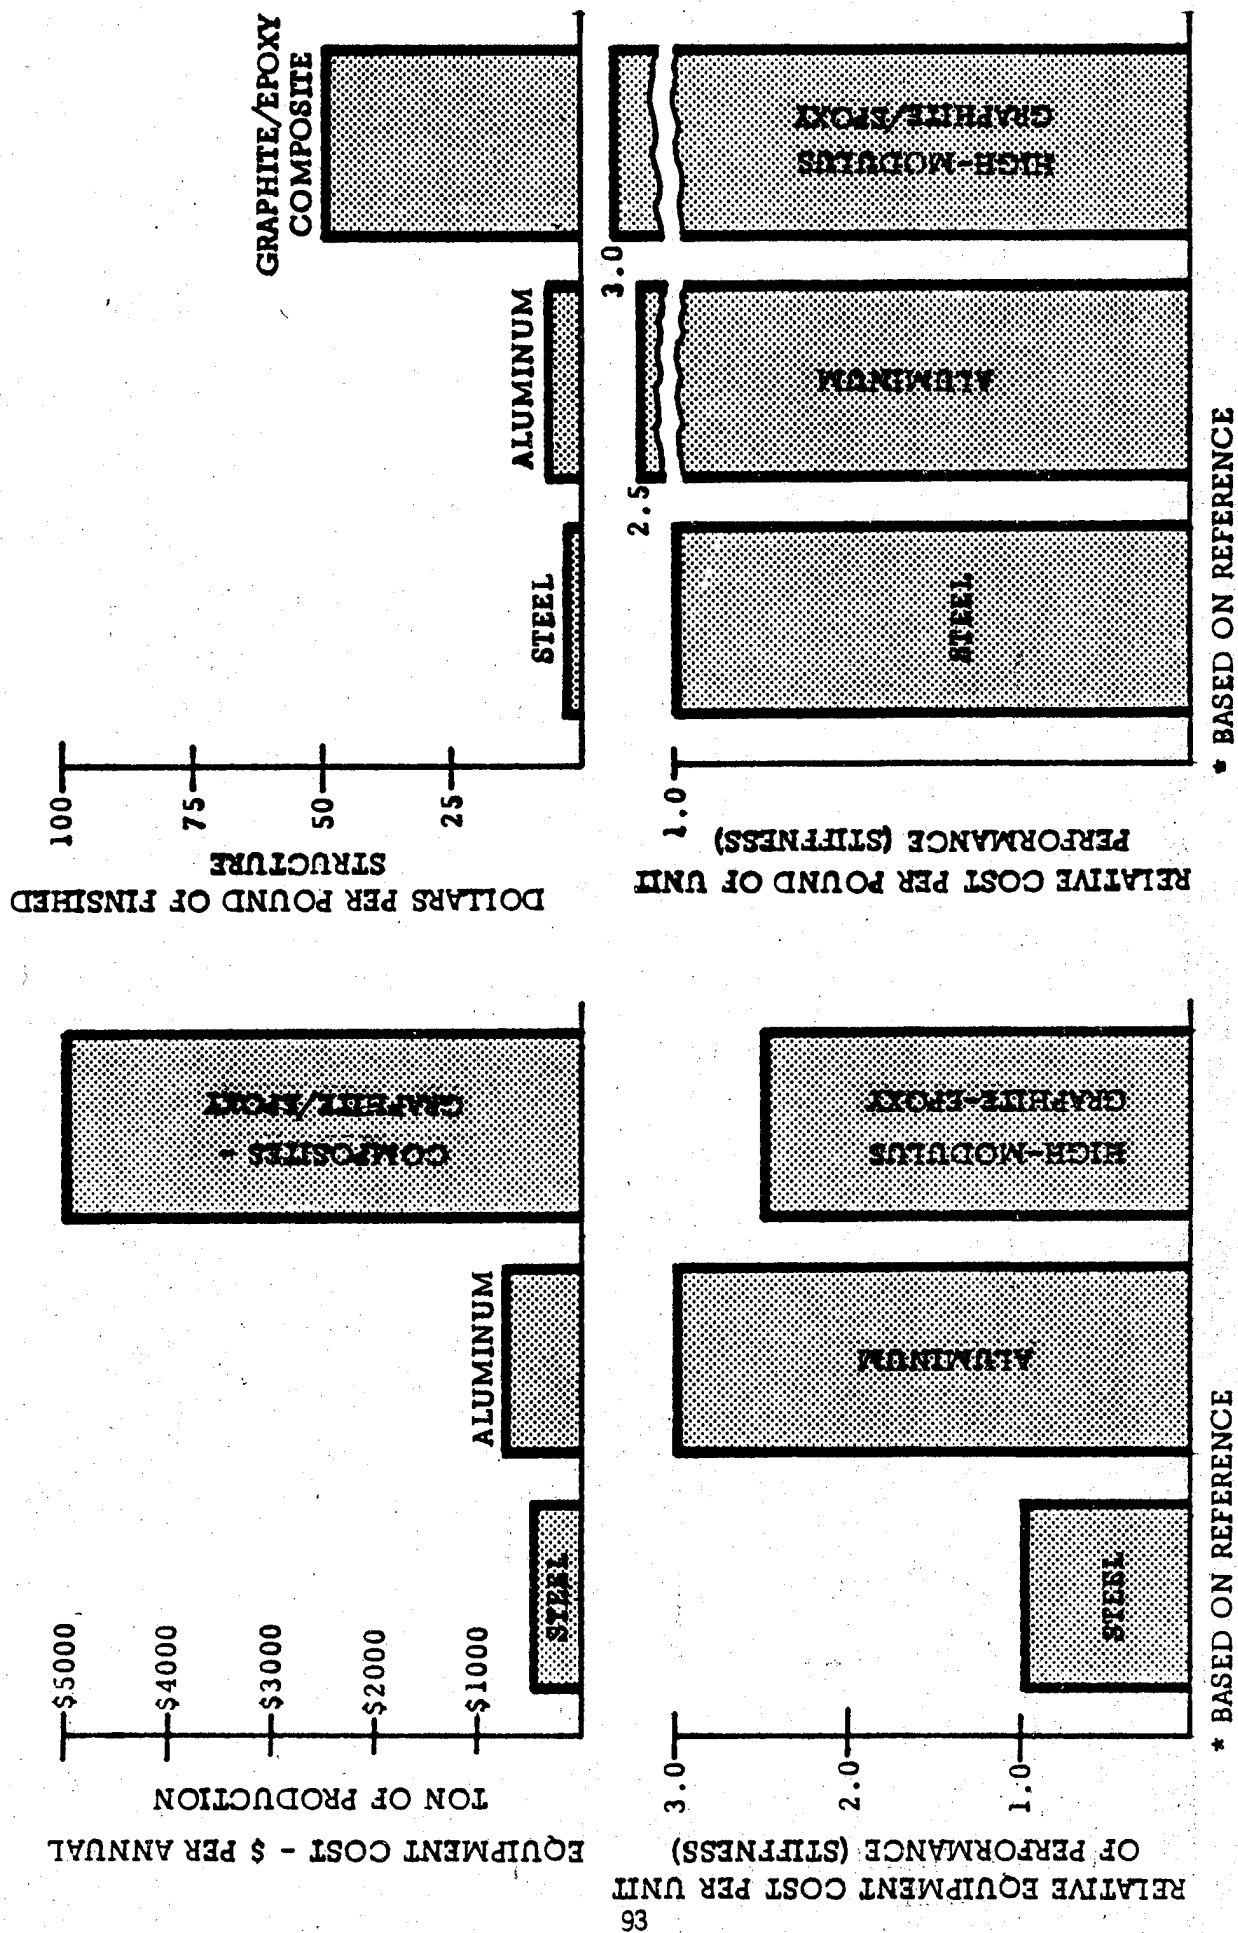 EQUIPMENT COST - $ PER ANNUAL
TON OF PRODUCTION
$5000
$4000
$3000
$2000
$1000
STEEL
ALUMINUM
COMPOSITES -
GRAPHITE/EPOXY
DOLLARS PER POUND OF FINSIHED
STRUCTURE
100
75
50
25
STEEL
ALUMINUM
GRAPHITE/EPOXY
COMPOSITE
RELATIVE EQUIPMENT COST PER UNIT
OF PERFORMANCE (STIFFNESS)
3.0
2.0
1.0
STEEL
ALUMINUM
HIGH-MODULUS
GRAPHITE-EPOXY
* BASED ON REFERENCE
RELATIVE COST PER POUND OF UNIT
PERFORMANCE (STIFFNESS)
1.0
STEEL
2.5
ALUMINUM
3.0
HIGH-MODULUS
GRAPHITE/EPOXY
* BASED ON REFERENCE
93